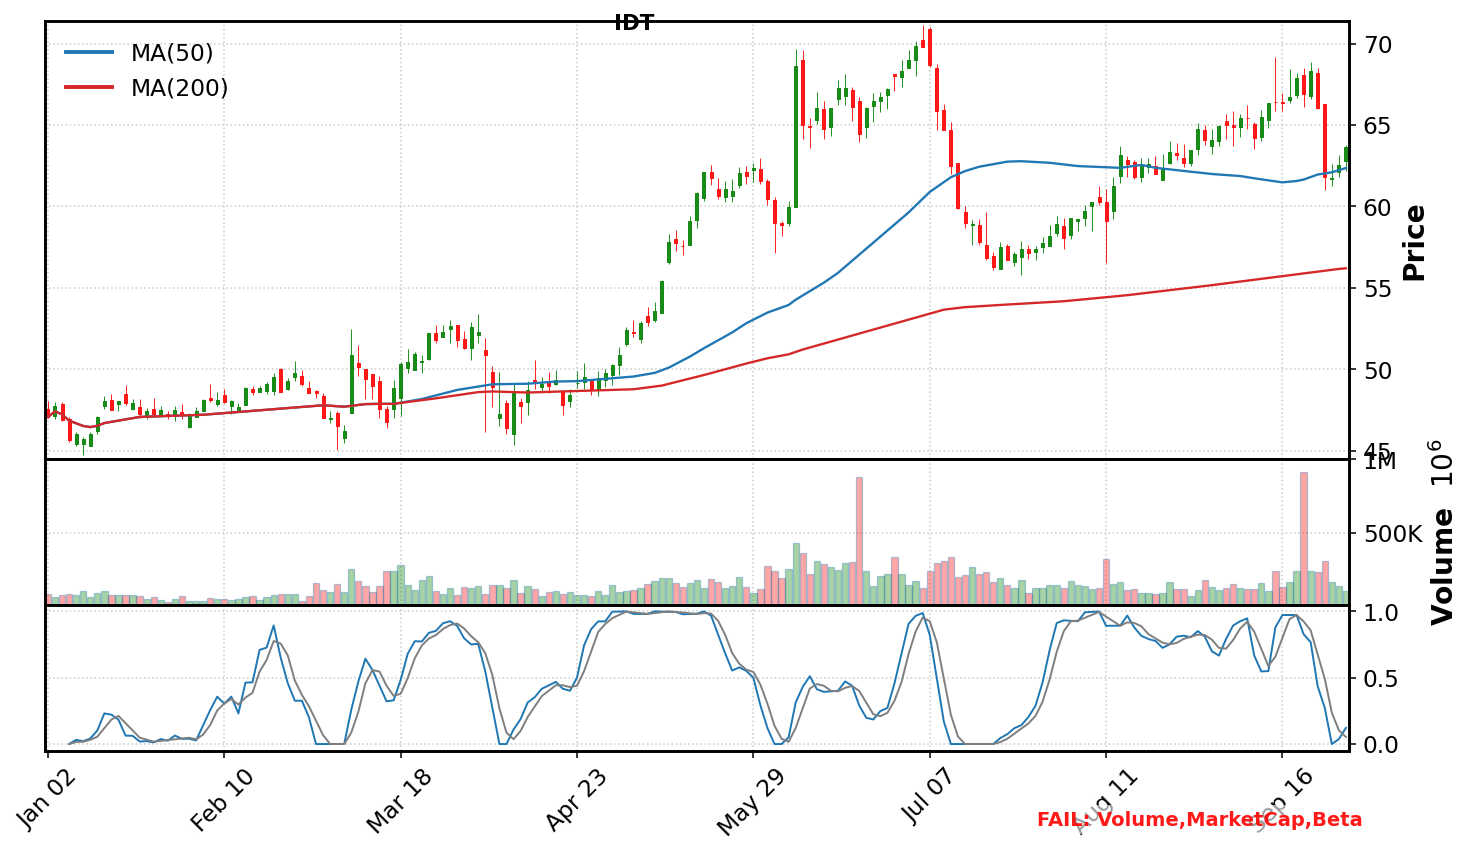 IDT
MA(50)
MA(200)
70
65
60
55
50
45
Price
1M
500K
Volume 10^6
1.0
0.5
0.0
Jan 02
Feb 10
Mar 18
Apr 23
May 29
Jul 07
Aug 11
Sep 16
FAIL: Volume,MarketCap,Beta